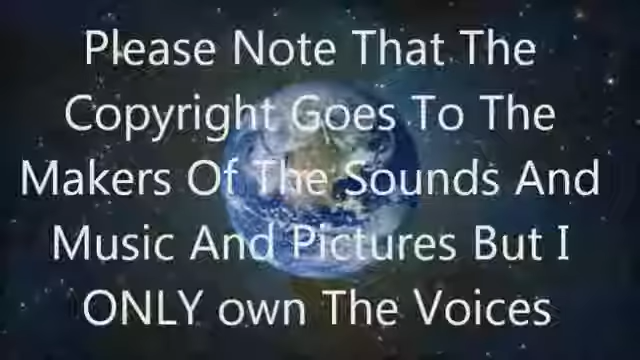 Please Note That The
Copyright Goes To The
Makers Of The Sounds And
Music And Pictures But I
ONLY own The Voices